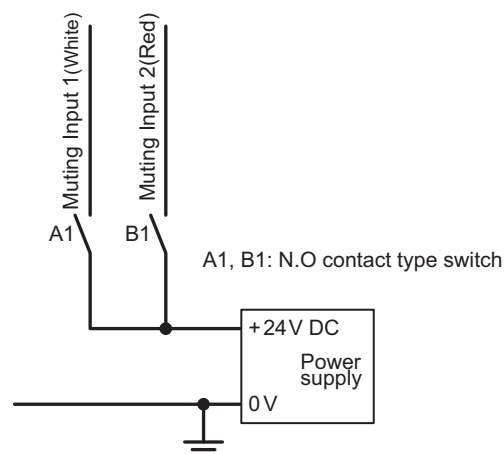 Muting Input 1(White)
Muting Input 2(Red)
A1
B1
A1, B1: N.O contact type switch
+24V DC
Power
supply
0V